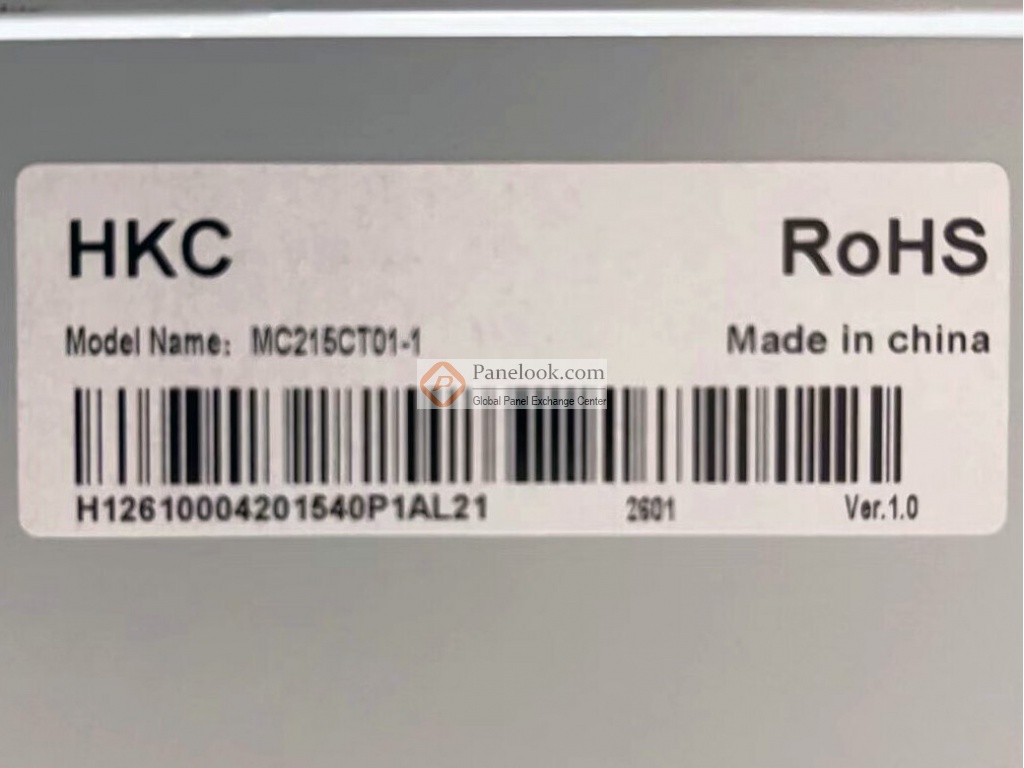 HKC RoHS
Model Name: MC215CT01-1 Made in china
Panelook.com
Global Panel Exchange Center
H12610004201540P1AL21 2601 Ver.1.0